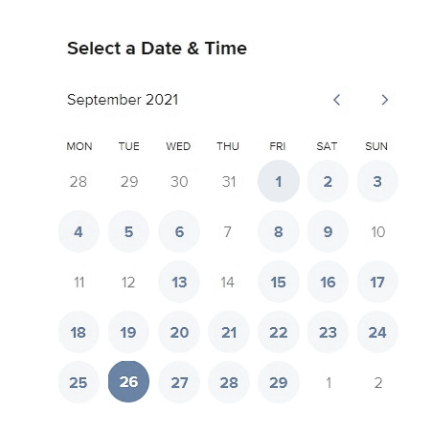 Select a Date & Time
September 2021
MON TUE WED THU FRI SAT SUN
28 29 30 31 1 2 3
4 5 6 7 8 9 10
11 12 13 14 15 16 17
18 19 20 21 22 23 24
25 26 27 28 29 1 2